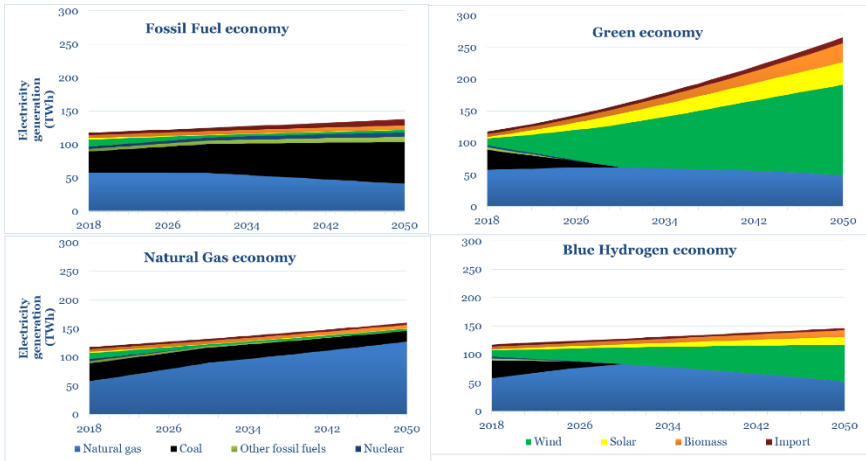 Fossil Fuel economy
Electricity
generation
(TWh)
300
250
200
150
100
50
0
2018 2026 2034 2042 2050
Green economy
300
250
200
150
100
50
0
2018 2026 2034 2042 2050
Natural Gas economy
Electricity
generation
(TWh)
300
250
200
150
100
50
0
2018 2026 2034 2042 2050
Natural gas Coal Other fossil fuels Nuclear
Blue Hydrogen economy
300
250
200
150
100
50
0
2018 2026 2034 2042 2050
Wind Solar Biomass Import